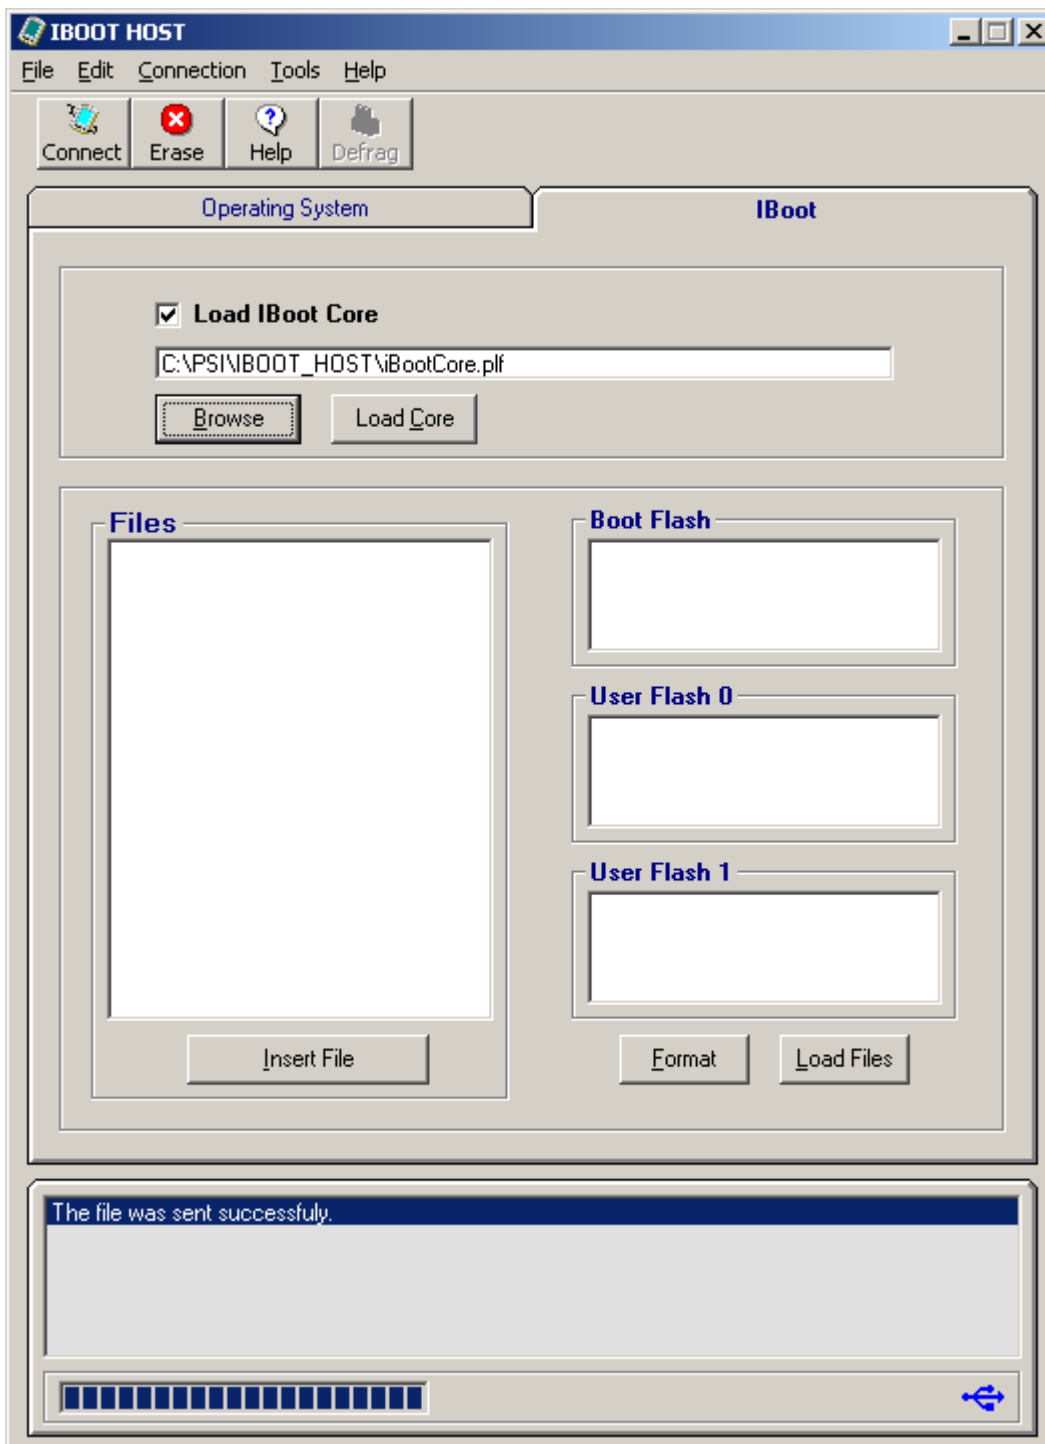 IBOOT HOST
File Edit Connection Tools Help
Connect Erase Help Defrag
Operating System IBoot
Load IBoot Core
C:\PSI\IBOOT_HOST\iBootCore.plf
Browse Load Core
Files
Boot Flash
User Flash 0
User Flash 1
Insert File
Format Load Files
The file was sent successfuly.